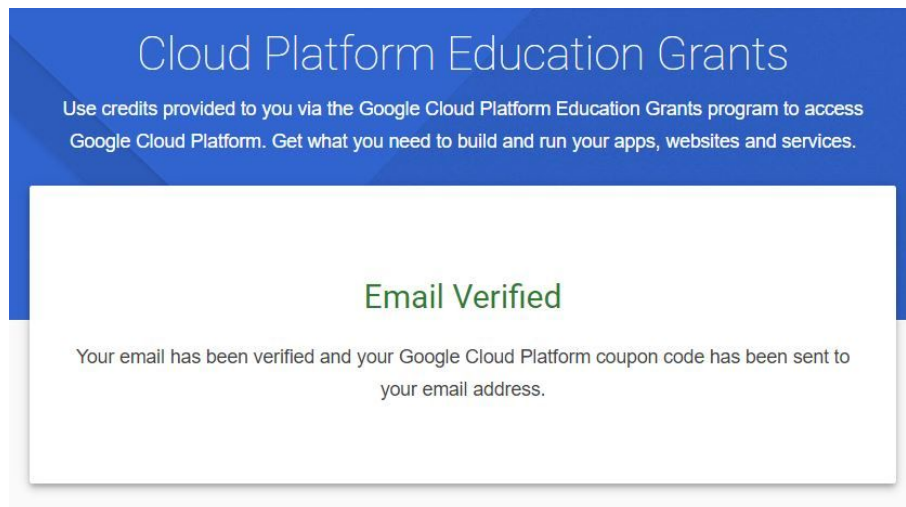 Cloud Platform Education Grants
Use credits provided to you via the Google Cloud Platform Education Grants program to access
Google Cloud Platform. Get what you need to build and run your apps, websites and services.
Email Verified
Your email has been verified and your Google Cloud Platform coupon code has been sent to
your email address.